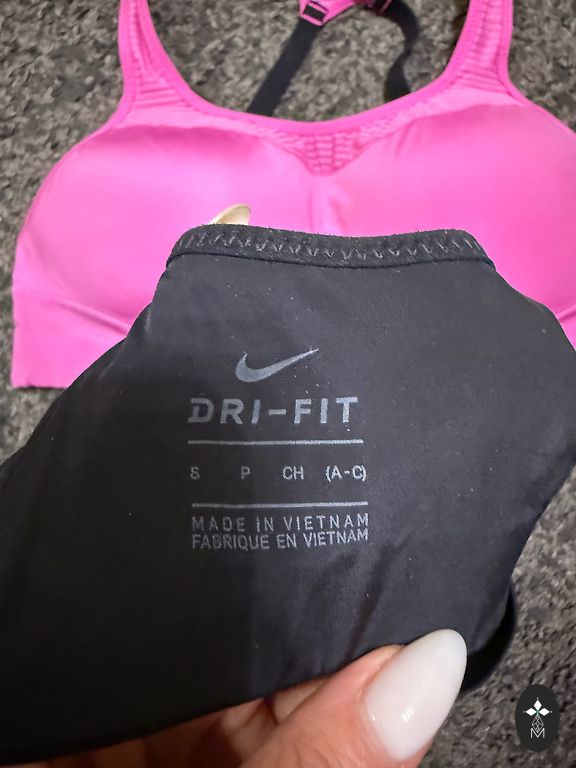 DRI-FIT
S P CH (A-C)
MADE IN VIETNAM
FABRIQUE EN VIETNAM
M